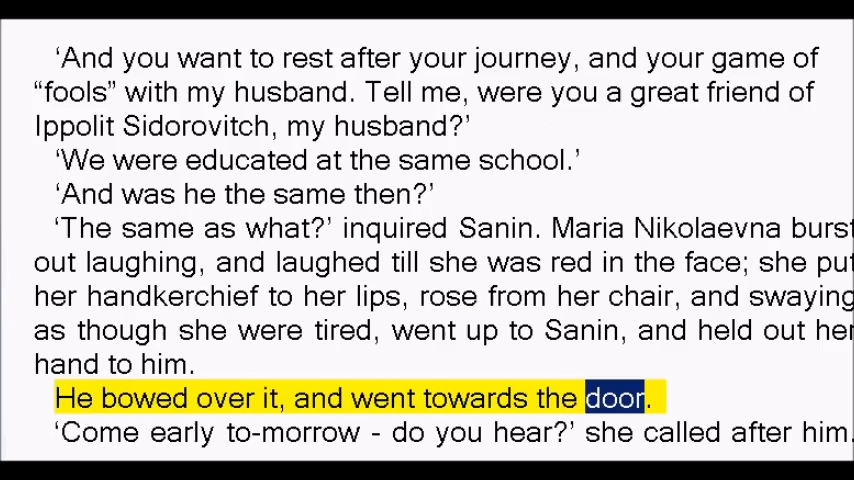 ‘And you want to rest after your journey, and your game of
“fools” with my husband. Tell me, were you a great friend of
Ippolit Sidorovitch, my husband?’
‘We were educated at the same school.’
‘And was he the same then?’
‘The same as what?’ inquired Sanin. Maria Nikolaevna burst
out laughing, and laughed till she was red in the face; she put
her handkerchief to her lips, rose from her chair, and swaying
as though she were tired, went up to Sanin, and held out her
hand to him.
He bowed over it, and went towards the door.
‘Come early to-morrow - do you hear?’ she called after him.